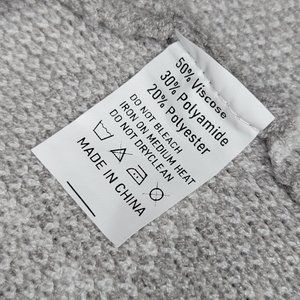 50% Viscose
30% Polyamide
20% Polyester
DO NOT BLEACH
IRON ON MEDIUM HEAT
DO NOT DRYCLEAN
MADE IN CHINA